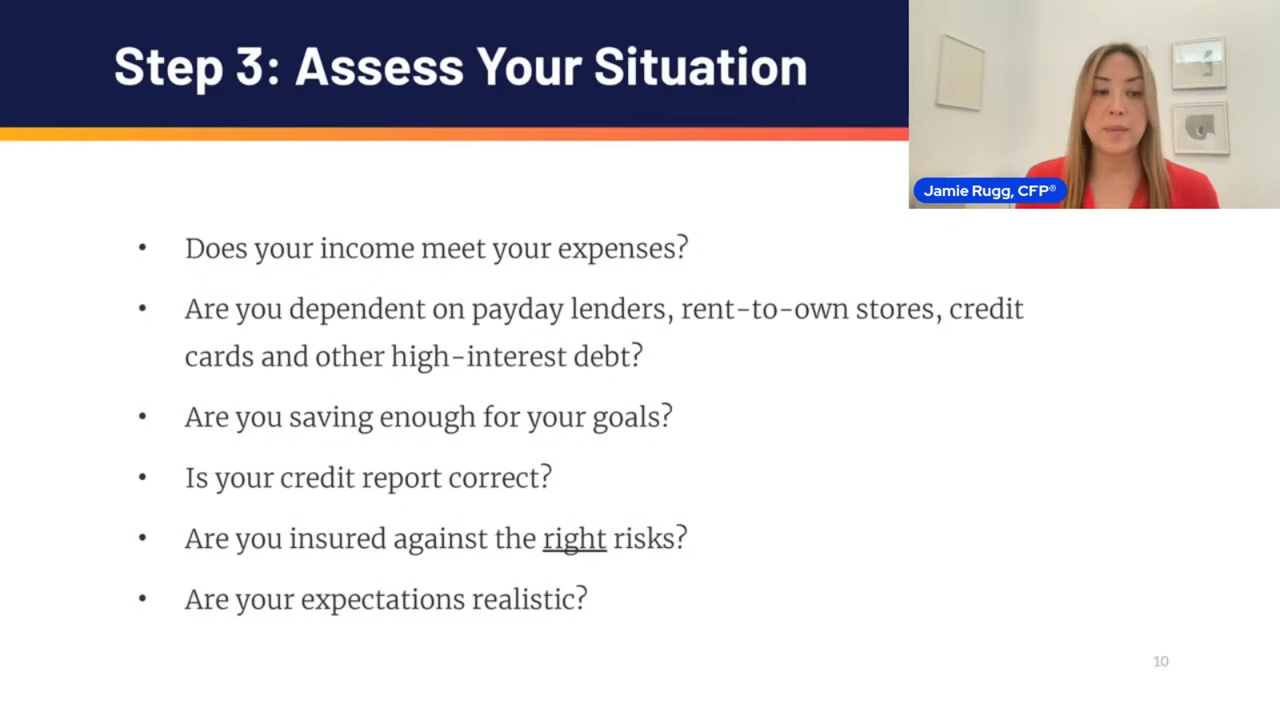 Step 3: Assess Your Situation
Jamie Rugg, CFP®
• Does your income meet your expenses?
• Are you dependent on payday lenders, rent-to-own stores, credit
cards and other high-interest debt?
• Are you saving enough for your goals?
• Is your credit report correct?
• Are you insured against the right risks?
• Are your expectations realistic?
10